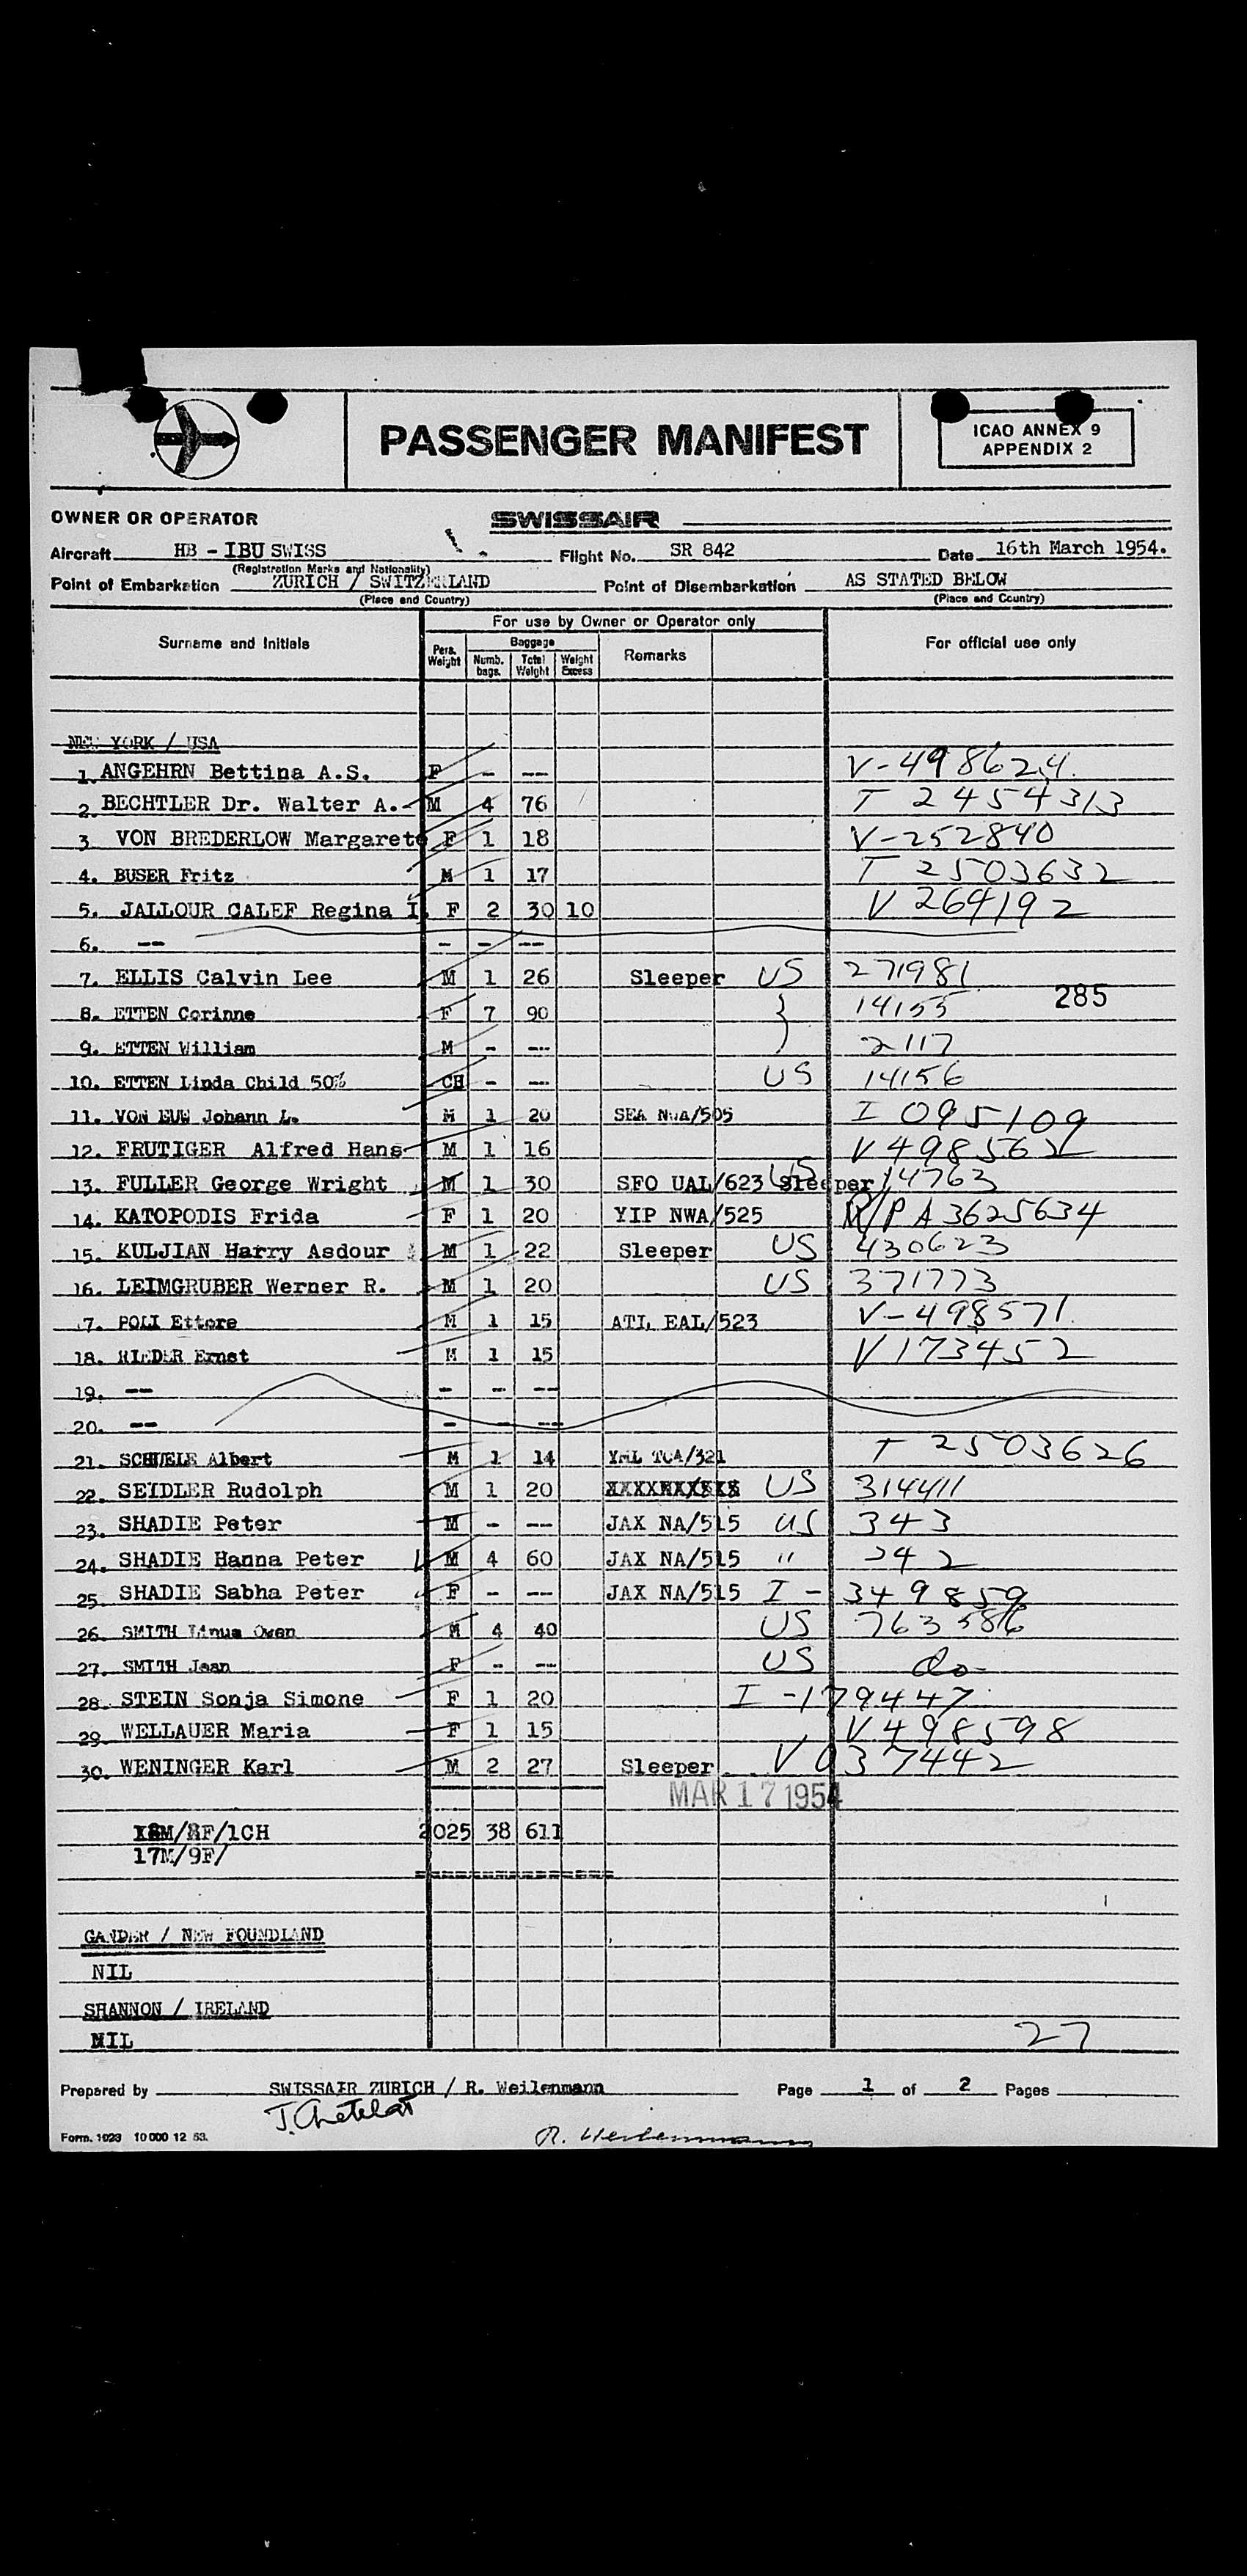 PASSENGER MANIFEST
ICAO ANNEX 9
APPENDIX 2
OWNER OR OPERATOR SWISSAIR
Aircraft HB - IBU SWISS Flight No. SR 842 Date 16th March 1954.
(Registration Marks and Nationality)
Point of Embarkation ZURICH / SWITZERLAND Point of Disembarkation AS STATED BELOW
(Place and Country) (Place and Country)
For use by Owner or Operator only
Surname and Initials Pers. Weight Baggage Numb. bags. Total Weight Weight Excess Remarks For official use only
NEW YORK / USA
1. ANGEHRN Bettina A.S. F - -- V-498624
2. BECHTLER Dr. Walter A. M 4 76 T 2454313
3. VON BREDERLOW Margarete F 1 18 V-252840
4. BUSER Fritz M 1 17 T 2503632
5. JALLOUR CALEF Regina I. F 2 30 10 V 264192
6. -- - - --
7. ELLIS Calvin Lee M 1 26 Sleeper US 271981
8. ETTEN Corinne F 7 90 } 14155 285
9. ETTEN William M - -- 2117
10. ETTEN Linda Child 50% CH - -- US 14156
11. VON EUW Johann L. M 1 20 SEA NWA/505 I 095109
12. FRUTIGER Alfred Hans M 1 16 V 498562
13. FULLER George Wright M 1 30 SFO UAL/623 Sleeper US 14763
14. KATOPODIS Frida F 1 20 YIP NWA/525 R/P A3625634
15. KULJIAN Harry Asdour M 1 22 Sleeper US 430623
16. LEIMGRUBER Werner R. M 1 20 US 371773
17. POLI Ettore M 1 15 ATL EAL/523 V-498571
18. RIEDER Ernst M 1 15 V173452
19. -- - -- --
20. -- - -- --
21. SCHUELE Albert M 1 14 YML TCA/321 T 2503626
22. SEIDLER Rudolph M 1 20 US 314411
23. SHADIE Peter M - -- JAX NA/515 US 343
24. SHADIE Hanna Peter M 4 60 JAX NA/515 " 342
25. SHADIE Sabha Peter F - -- JAX NA/515 I - 349859
26. SMITH Linus Owen M 4 40 US 763586
27. SMITH Jean F - -- US do
28. STEIN Sonja Simone F 1 20 I -179447
29. WELLAUER Maria F 1 15 V498598
30. WENINGER Karl M 2 27 Sleeper V 037442
MAR 17 1954
18M/8F/1CH 2025 38 611
17M/9F/
GANDER / NEW FOUNDLAND
NIL
SHANNON / IRELAND
NIL 27
Prepared by SWISSAIR ZURICH / R. Weilenmann Page 1 of 2 Pages
J. Chetelat
Form. 1023 10000 12 53. R. Weilenmann